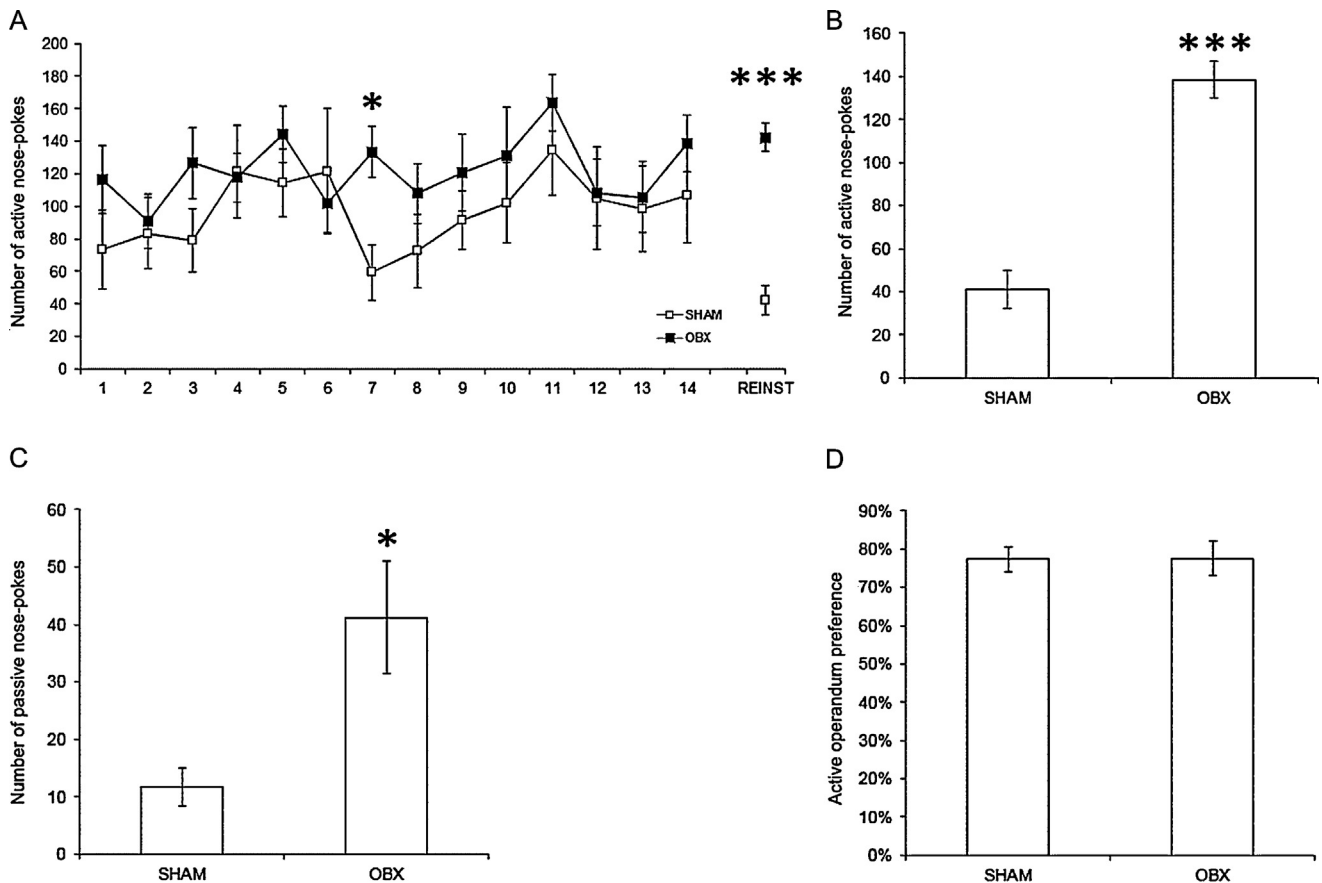 A
Number of active nose-pokes
200
180
160
140
120
100
80
60
40
20
0
*
***
SHAM
OBX
1 2 3 4 5 6 7 8 9 10 11 12 13 14 REINST
B
Number of active nose-pokes
160
140
120
100
80
60
40
20
0
***
SHAM OBX
C
Number of passive nose-pokes
60
50
40
30
20
10
0
*
SHAM OBX
D
Active operandum preference
90%
80%
70%
60%
50%
40%
30%
20%
10%
0%
SHAM OBX